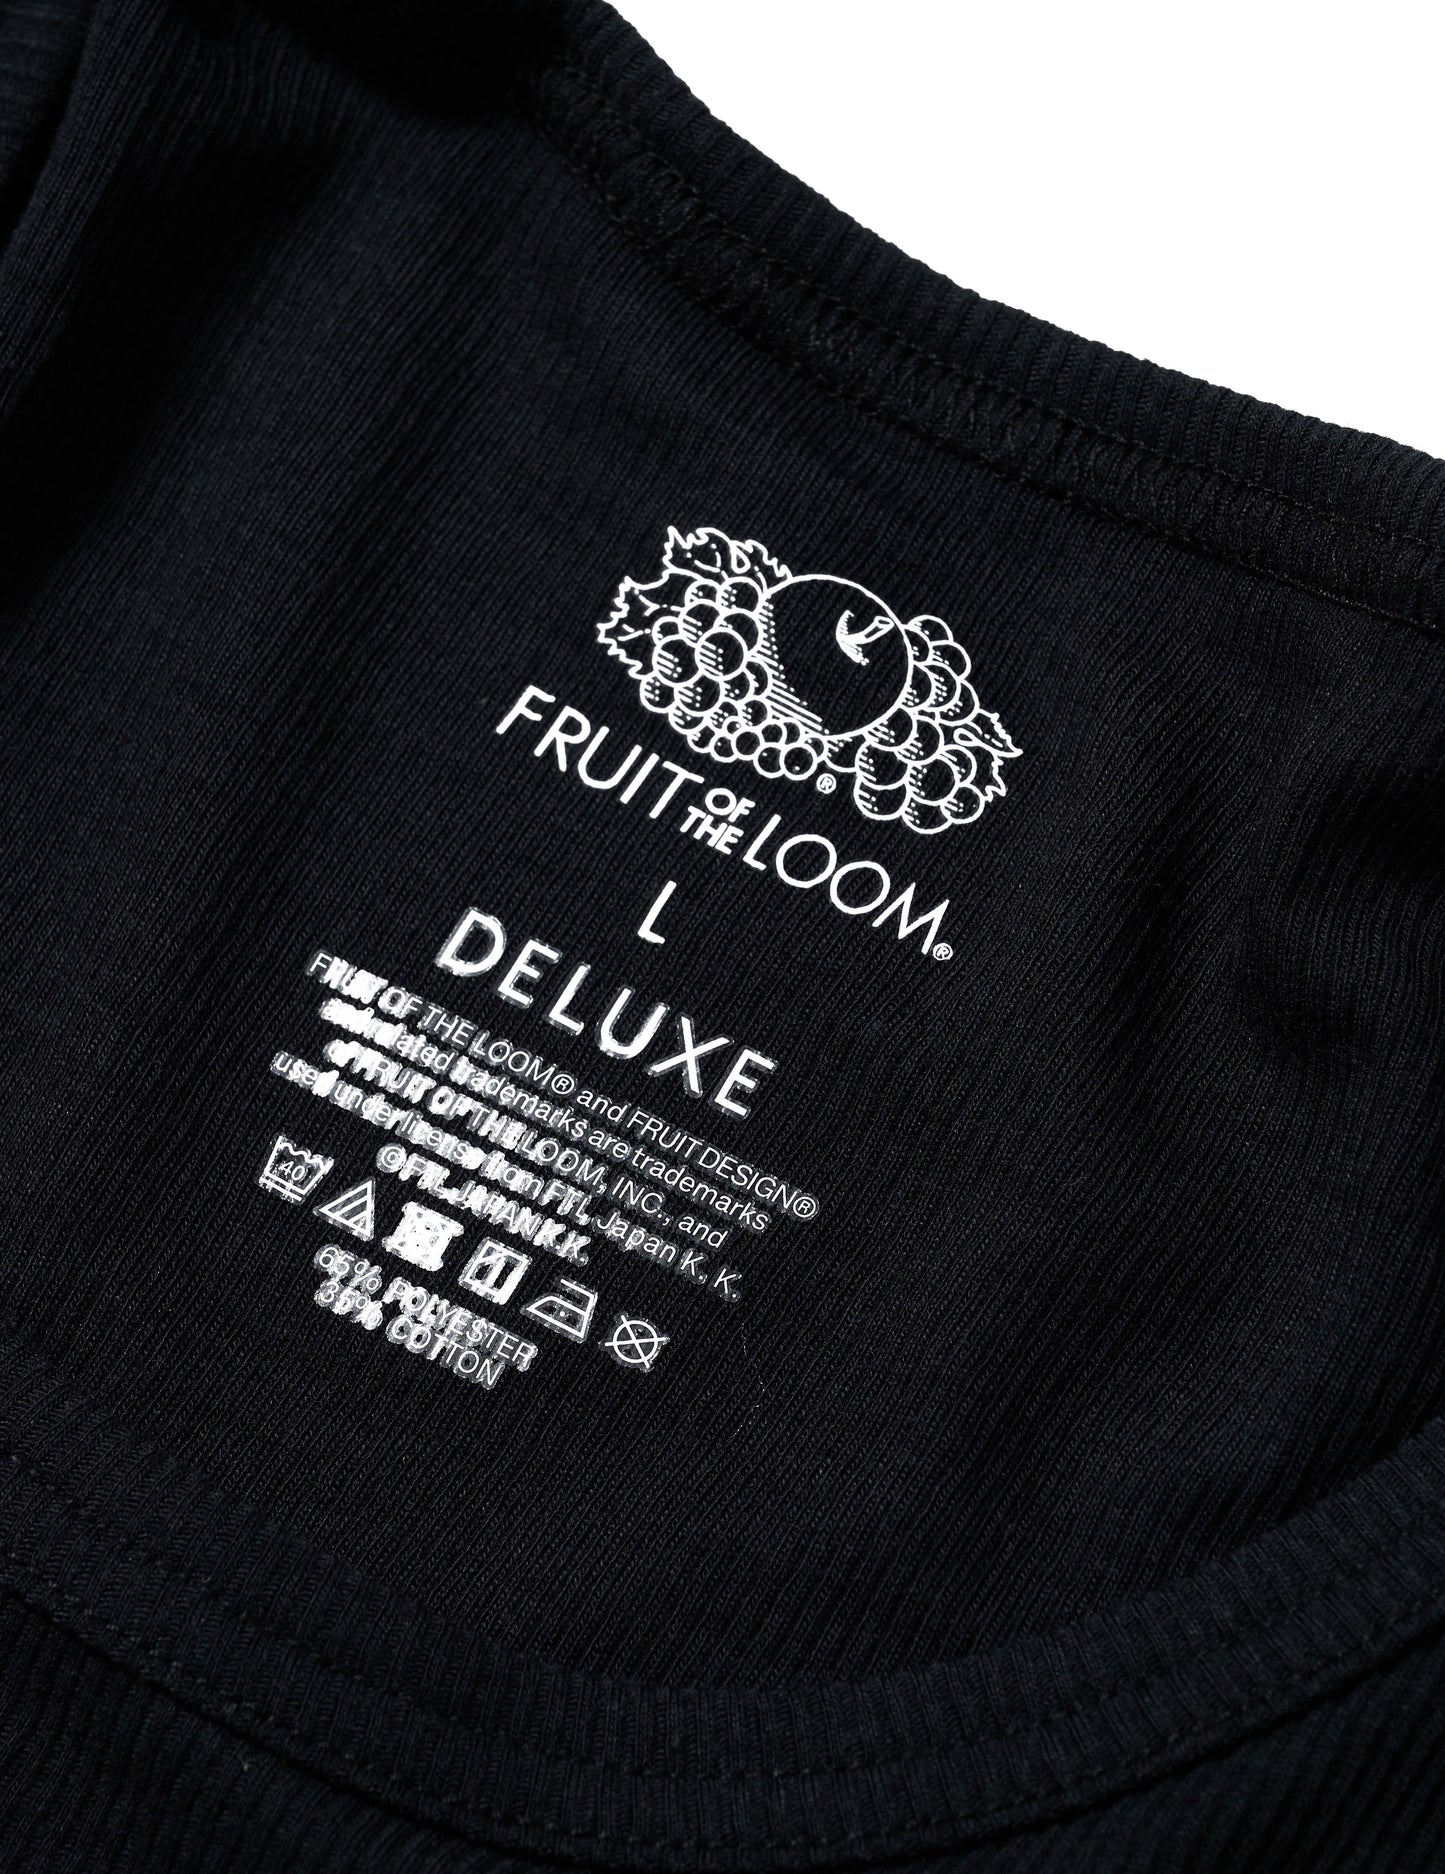 ®
FRUIT OF THE LOOM®
L
DELUXE
FRUIT OF THE LOOM® and FRUIT DESIGN®
and related trademarks are trademarks
of FRUIT OF THE LOOM, INC., and
used under license from FTL Japan K. K.
©FTL JAPAN K.K.
40
65% POLYESTER
35% COTTON